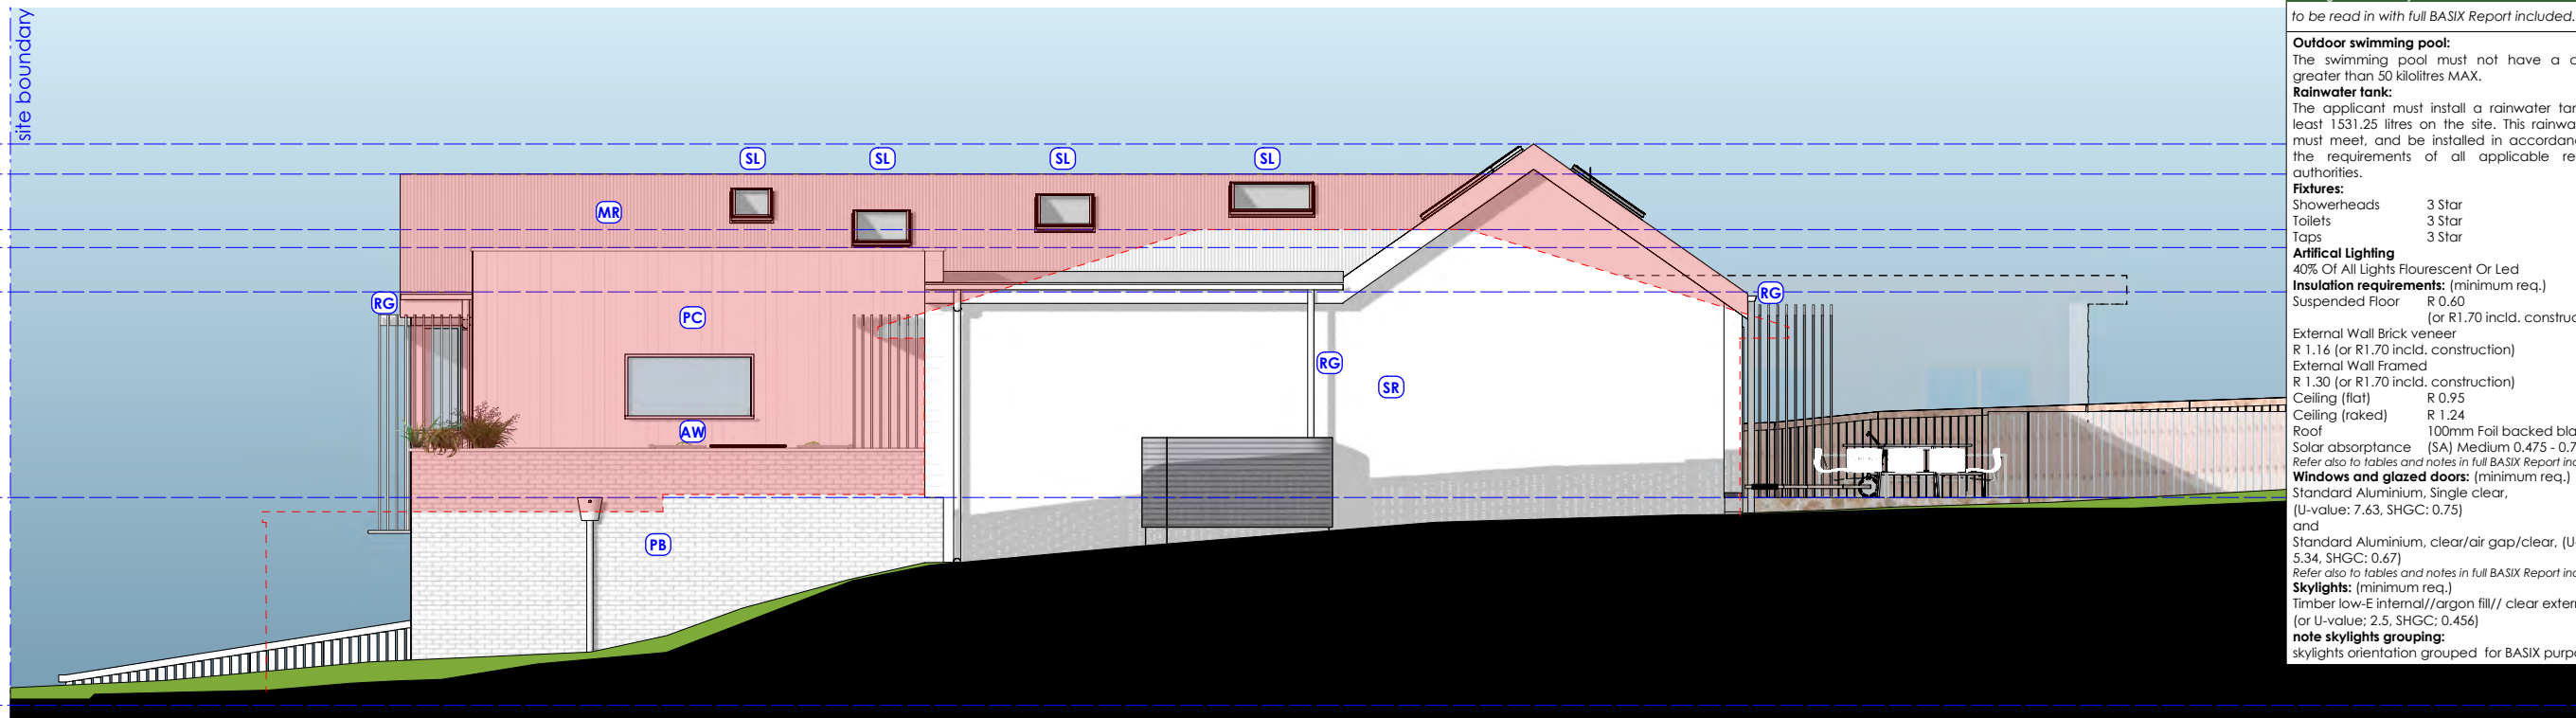 site boundary
SL
SL
SL
SL
MR
RG
PC
RG
RG
SR
AW
PB
to be read in with full BASIX Report included.
Outdoor swimming pool:
The swimming pool must not have a
greater than 50 kilolitres MAX.
Rainwater tank:
The applicant must install a rainwater
least 1531.25 litres on the site. This
must meet, and be installed in
the requirements of all applicable
authorities.
Fixtures:
Showerheads 3 Star
Toilets 3 Star
Taps 3 Star
Artifical Lighting
40% Of All Lights Flourescent Or Led
Insulation requirements: (minimum req.)
Suspended Floor R 0.60
(or R1.70 incld.
External Wall Brick veneer
R 1.16 (or R1.70 incld. construction)
External Wall Framed
R 1.30 (or R1.70 incld. construction)
Ceiling (flat) R 0.95
Ceiling (raked) R 1.24
Roof 100mm Foil backed
Solar absorptance (SA) Medium 0.475 -
Refer also to tables and notes in full BASIX Report
Windows and glazed doors: (minimum req.)
Standard Aluminium, Single clear,
(U-value: 7.63, SHGC: 0.75)
and
Standard Aluminium, clear/air gap/clear,
5.34, SHGC: 0.67)
Refer also to tables and notes in full BASIX Report
Skylights: (minimum req.)
Timber low-E internal//argon fill// clear
(or U-value; 2.5, SHGC; 0.456)
note skylights grouping:
skylights orientation grouped for BASIX